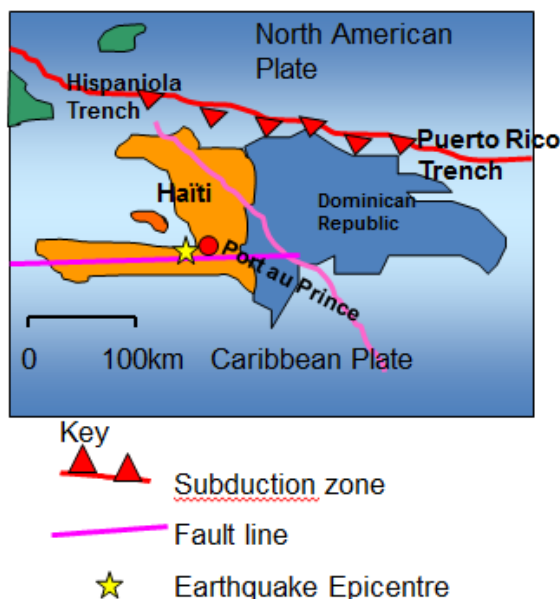 North American
Plate
Hispaniola
Trench
Puerto Rico
Trench
Haïti
Dominican
Republic
Port au Prince
0 100km Caribbean Plate
Key
Subduction zone
Fault line
Earthquake Epicentre